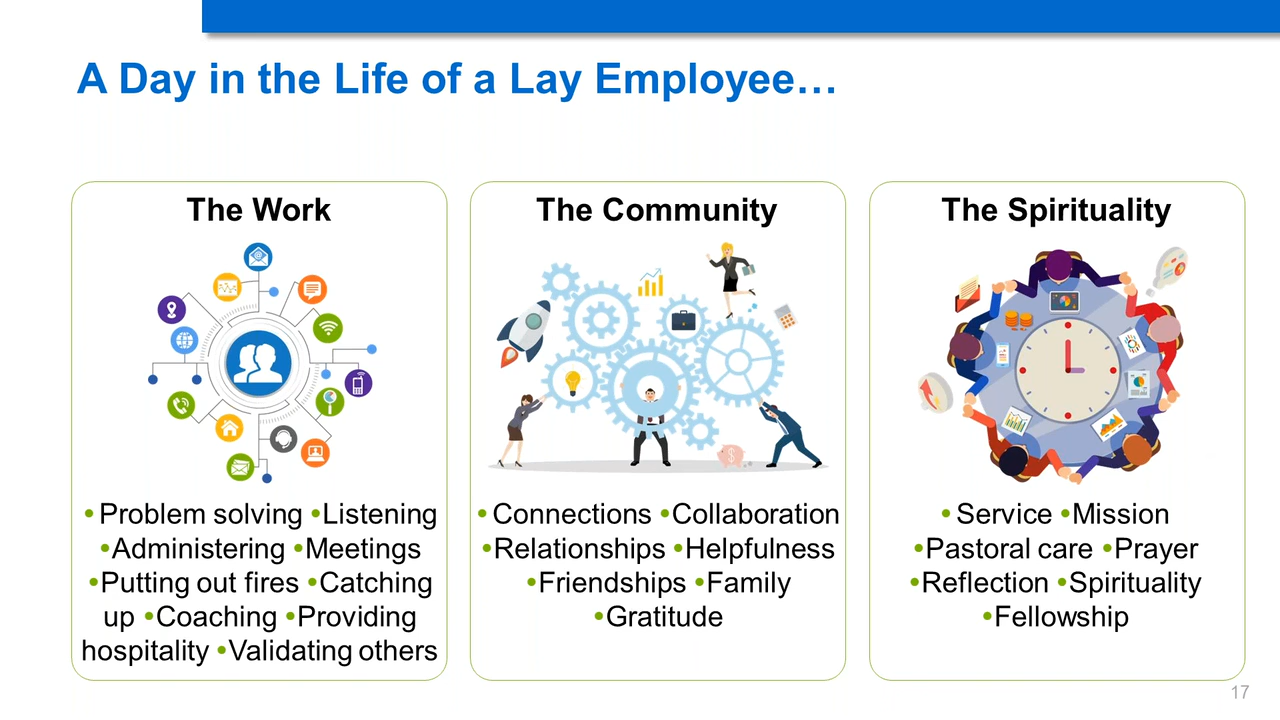 A Day in the Life of a Lay Employee…
The Work
•Problem solving •Listening
•Administering •Meetings
•Putting out fires •Catching
up •Coaching •Providing
hospitality •Validating others
The Community
•Connections •Collaboration
•Relationships •Helpfulness
•Friendships •Family
•Gratitude
The Spirituality
•Service •Mission
•Pastoral care •Prayer
•Reflection •Spirituality
•Fellowship
17